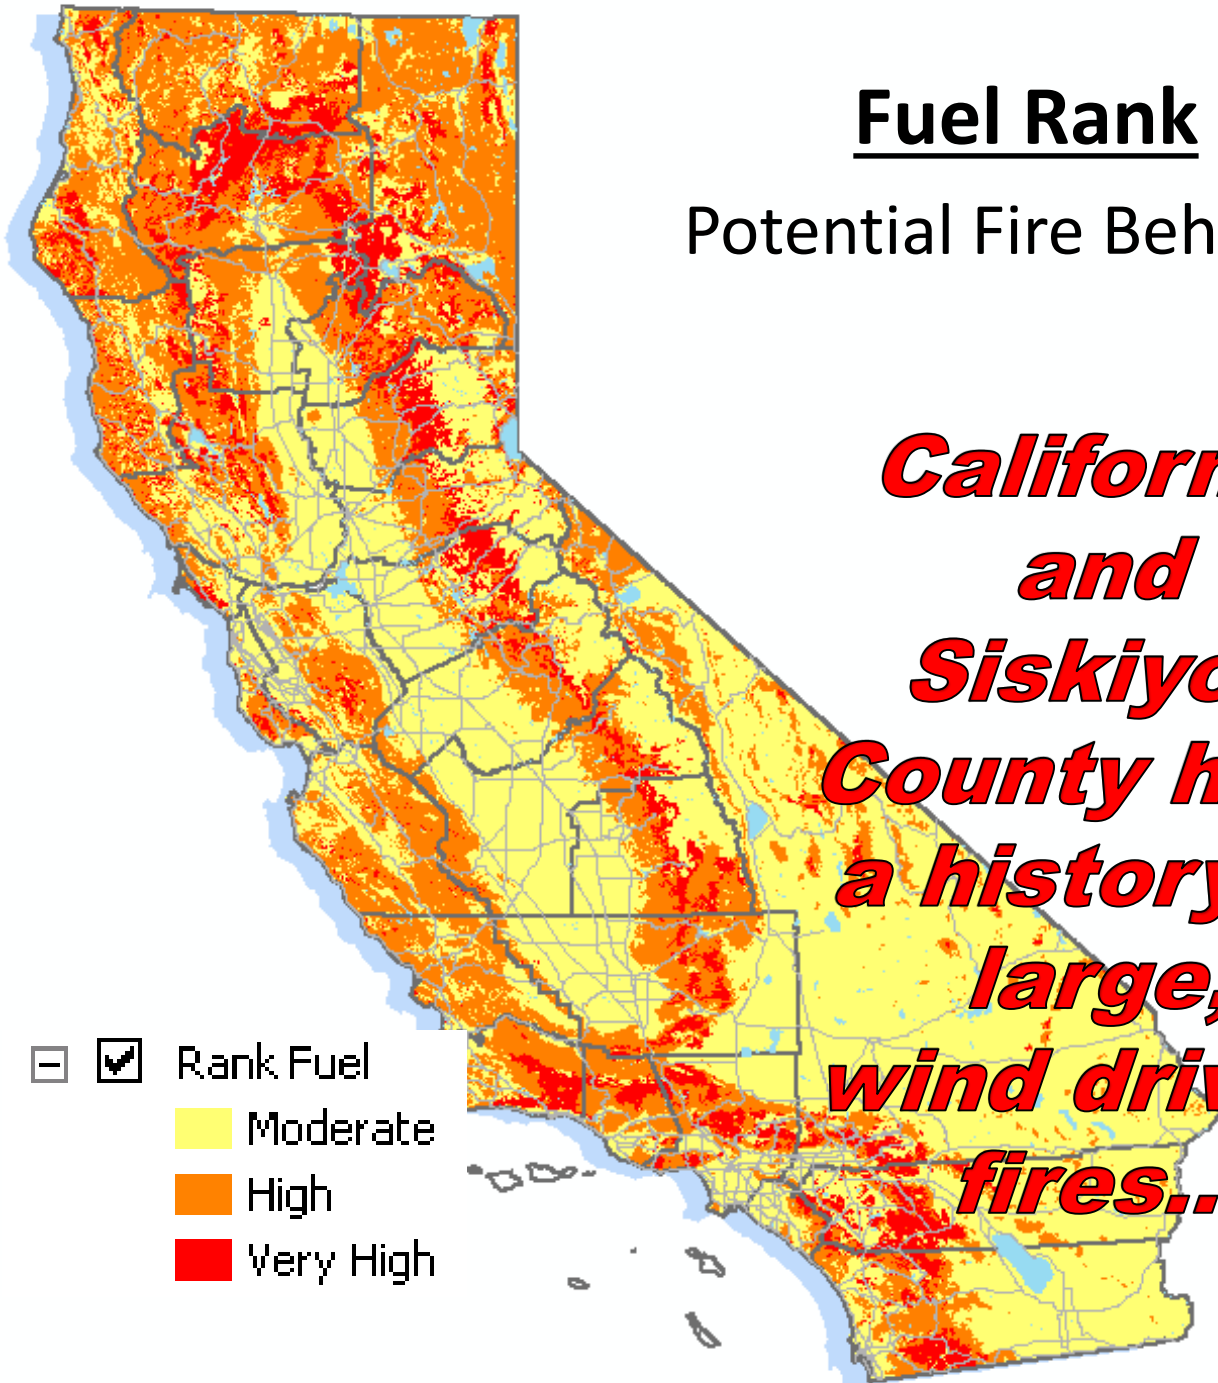 Fuel Rank
Potential Fire Beh
Californ
and
Siskiyo
County h
a history
large,
wind driv
fires..
Rank Fuel
Moderate
High
Very High